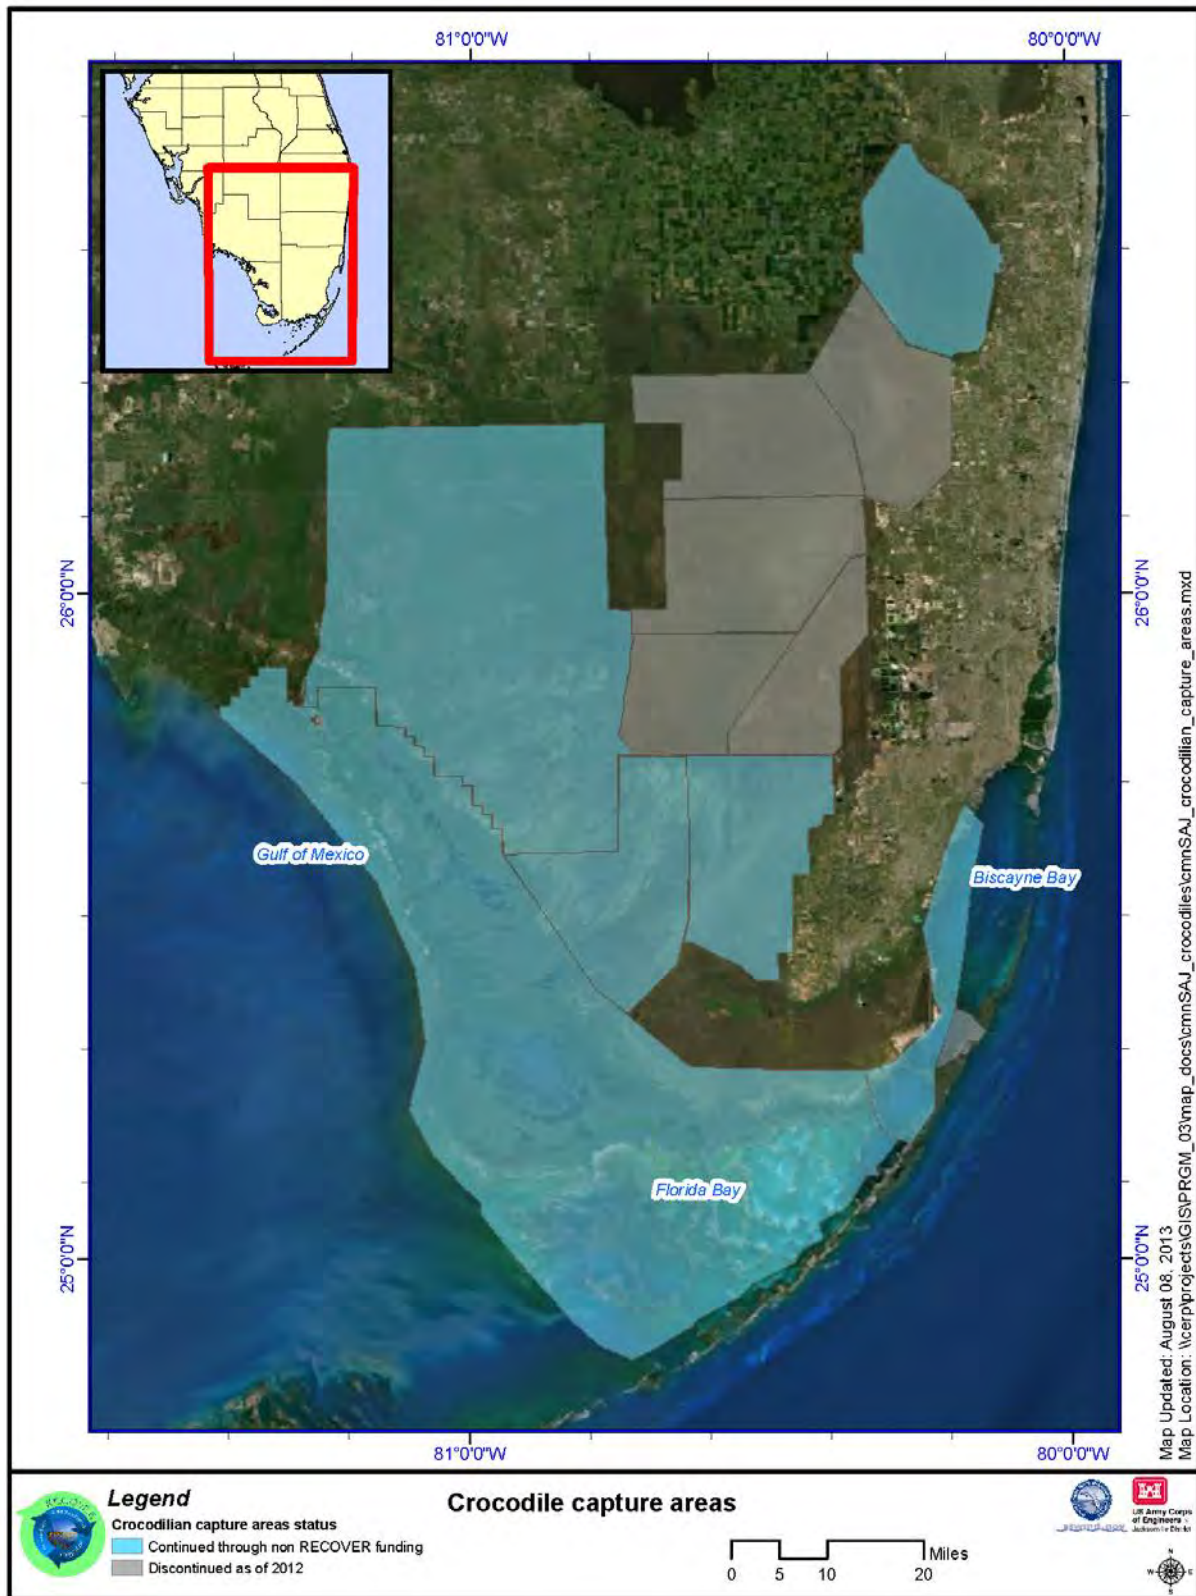 81°0'0"W
80°0'0"W
26°0'0"N
26°0'0"N
Gulf of Mexico
Biscayne Bay
Florida Bay
25°0'0"N
25°0'0"N
81°0'0"W
80°0'0"W
Map Updated: August 08, 2013
Map Location: \\cerp\projects\GIS\PRGM_03\map_docs\cmnSAJ_crocodiles\cmnSAJ_crocodilian_capture_areas.mxd
Legend
Crocodilian capture areas status
Continued through non RECOVER funding
Discontinued as of 2012
Crocodile capture areas
Miles
0 5 10 20
US Army Corps
of Engineers
Jacksonville District
N
W E
S